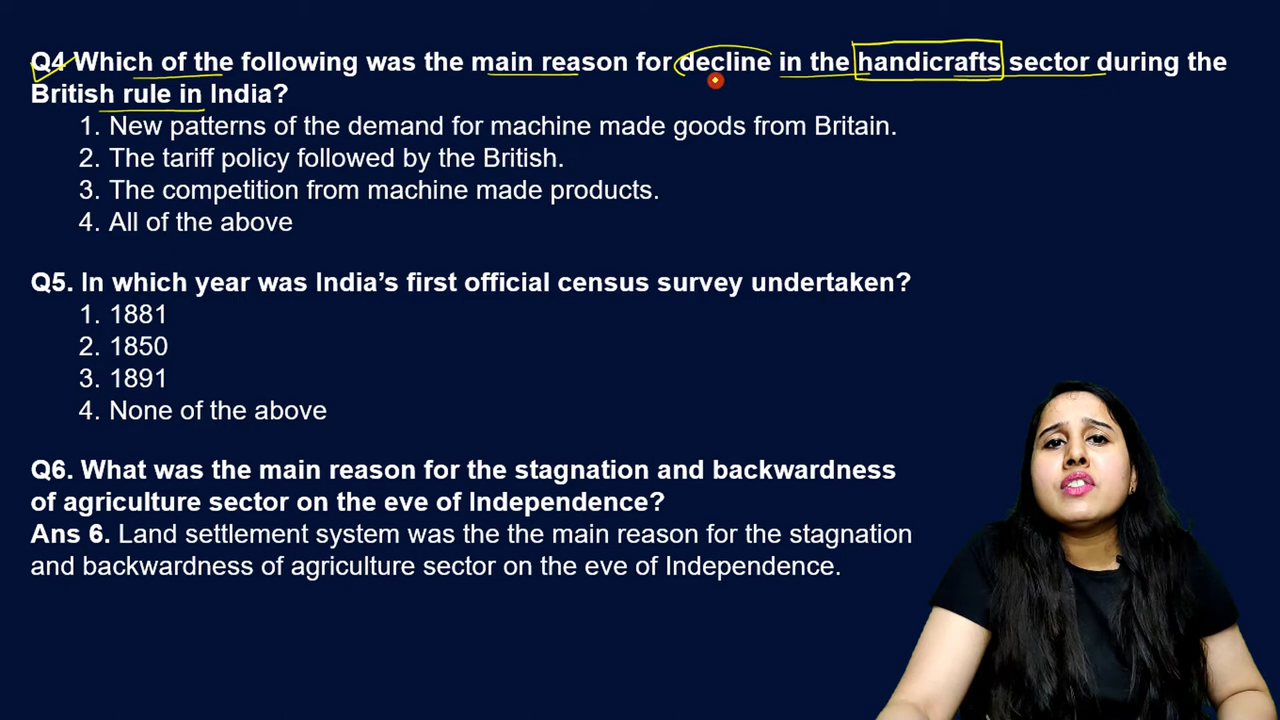 Q4 Which of the following was the main reason for decline in the handicrafts sector during the
British rule in India?
1. New patterns of the demand for machine made goods from Britain.
2. The tariff policy followed by the British.
3. The competition from machine made products.
4. All of the above
Q5. In which year was India’s first official census survey undertaken?
1. 1881
2. 1850
3. 1891
4. None of the above
Q6. What was the main reason for the stagnation and backwardness
of agriculture sector on the eve of Independence?
Ans 6. Land settlement system was the the main reason for the stagnation
and backwardness of agriculture sector on the eve of Independence.